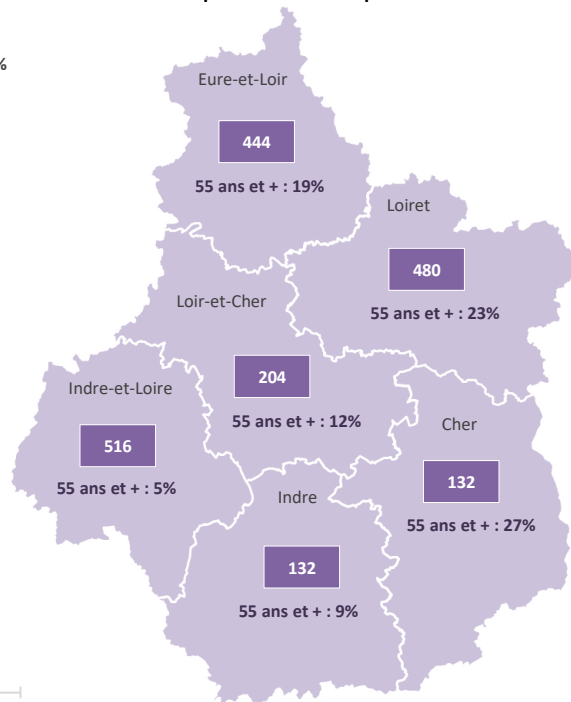 %
Eure-et-Loir
444
55 ans et + : 19%
Loiret
480
55 ans et + : 23%
Loir-et-Cher
204
55 ans et + : 12%
Indre-et-Loire
516
55 ans et + : 5%
Cher
132
55 ans et + : 27%
Indre
132
55 ans et + : 9%